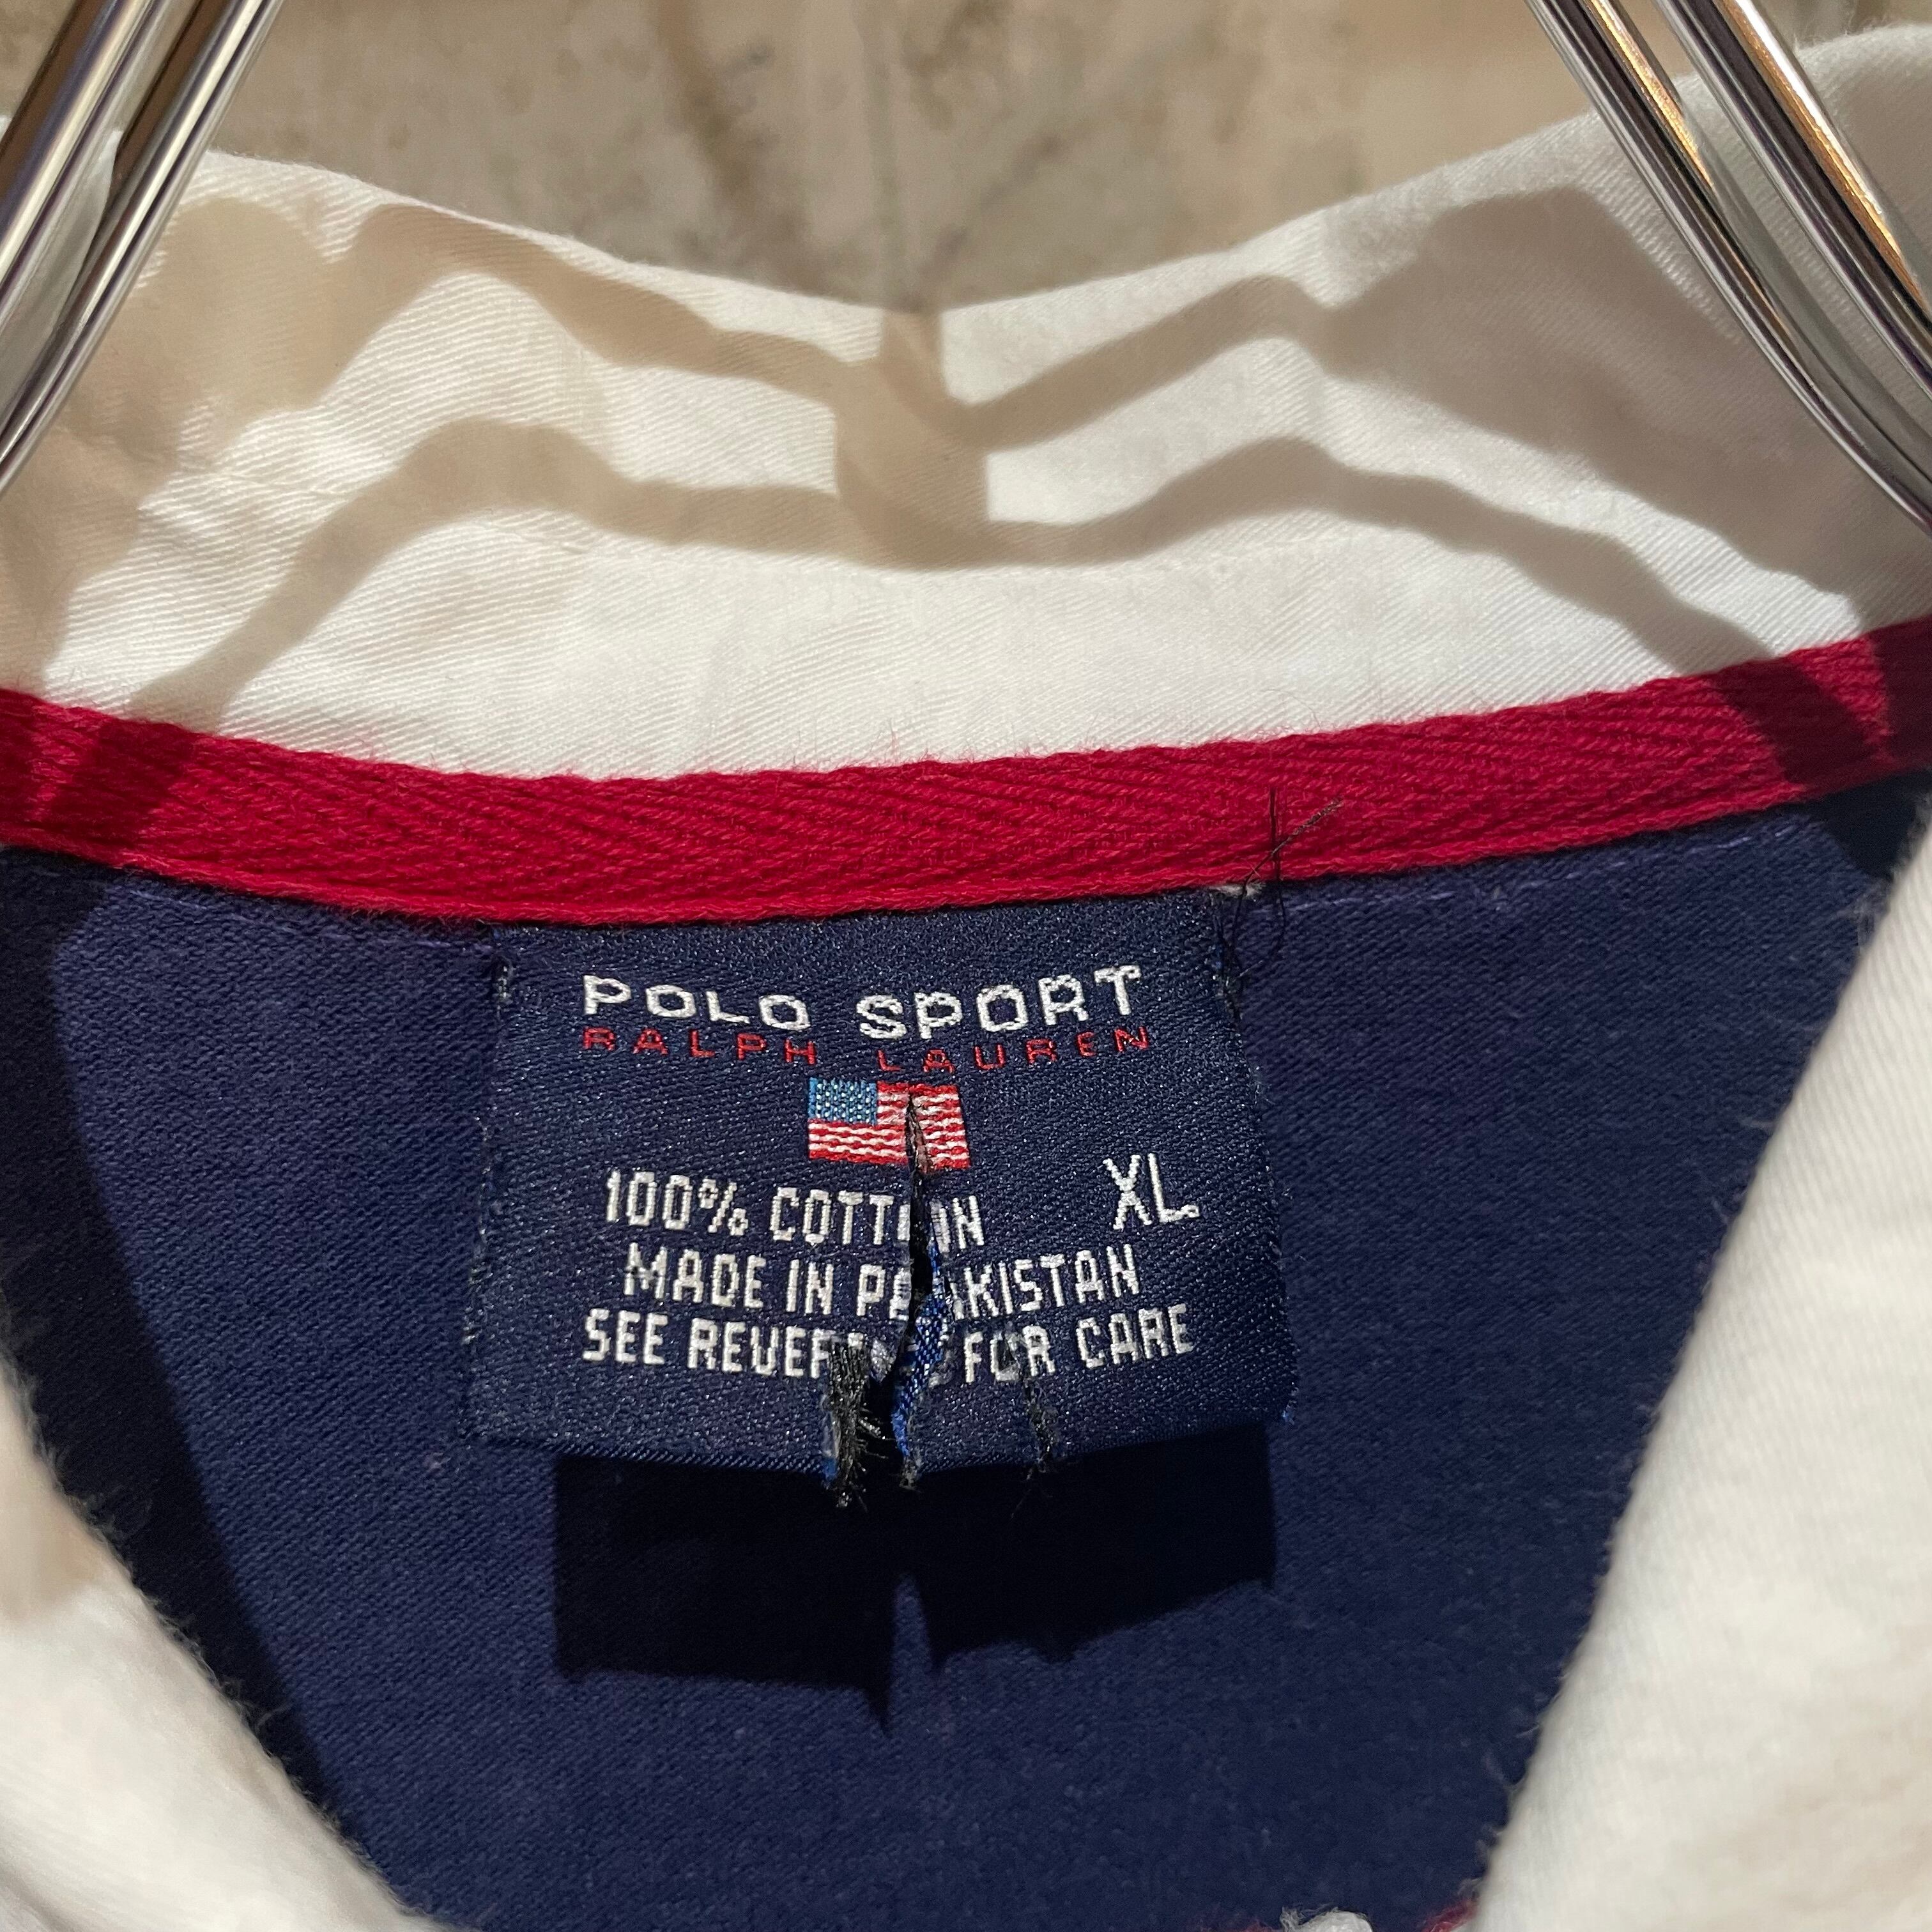 POLO SPORT
RALPH LAUREN
100% COTTON XL
MADE IN PAKISTAN
SEE REVERSE FOR CARE